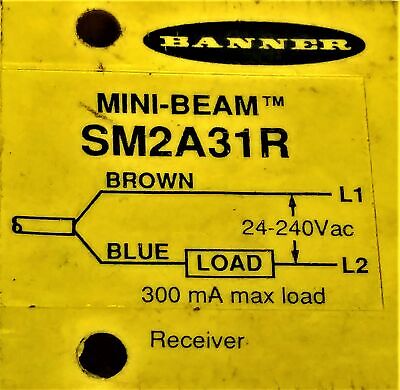 BANNER
MINI-BEAM™
SM2A31R
BROWN
L1
24-240Vac
BLUE LOAD L2
300 mA max load
Receiver